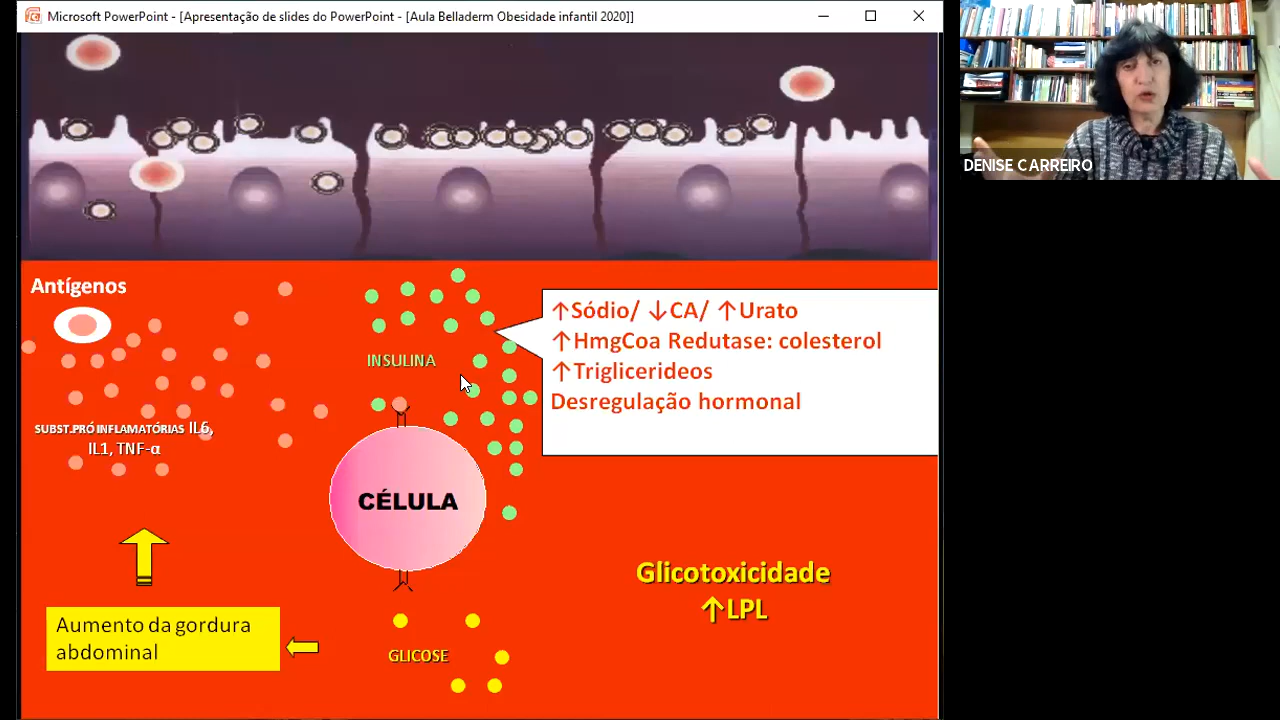 Microsoft PowerPoint - [Apresentação de slides do PowerPoint - [Aula Belladerm Obesidade infantil 2020]]
DENISE CARREIRO
Antígenos
↑Sódio/ ↓CA/ ↑Urato
↑HmgCoa Redutase: colesterol
↑Triglicerideos
Desregulação hormonal
INSULINA
SUBST.PRÓ INFLAMATÓRIAS IL6,
IL1, TNF-α
CÉLULA
Glicotoxicidade
↑LPL
Aumento da gordura
abdominal
GLICOSE